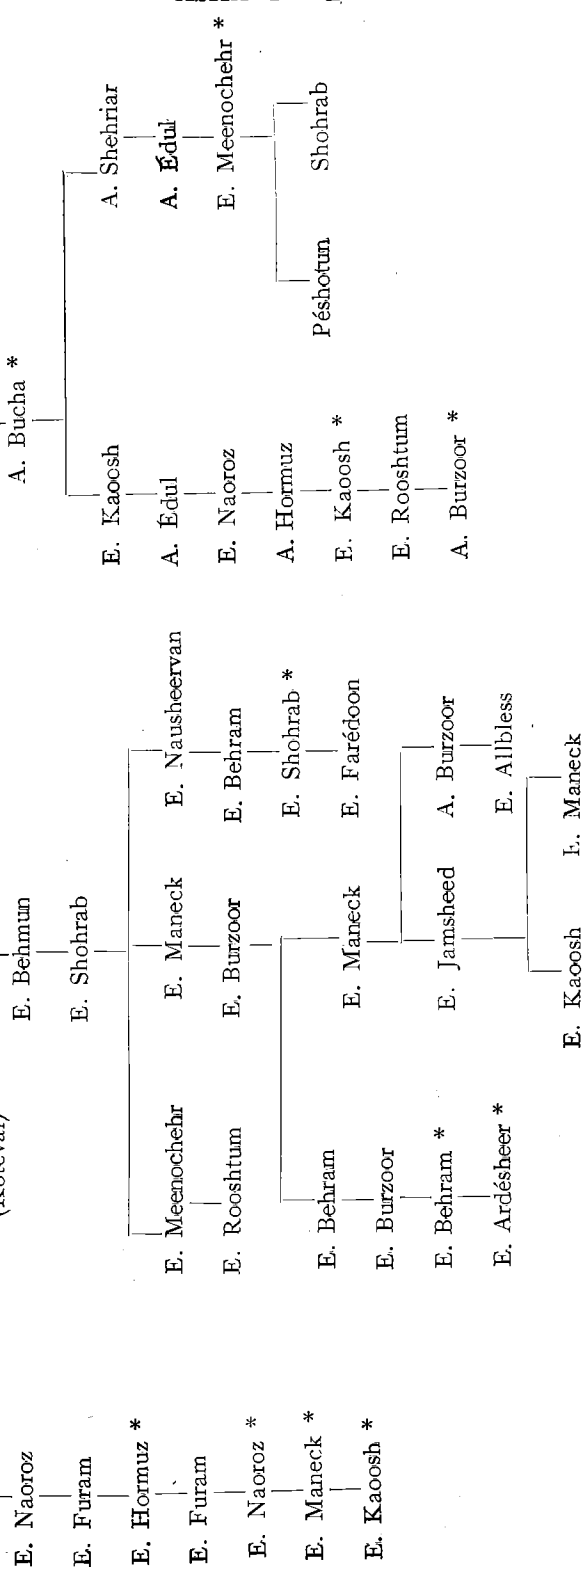 E. Naoroz
E. Furam
E. Hormuz *
E. Furam
E. Naoroz *
E. Maneck *
E. Kaoosh *
E. Behmun
E. Shohrab
E. Meenochehr
E. Rooshtum
E. Maneck
E. Burzoor
E. Nausheervan
E. Behram
E. Shohrab *
E. Farédoon
E. Behram
E. Burzoor
E. Behram *
E. Ardésheer *
E. Maneck
E. Jamsheed
A. Burzoor
E. Allbless
E. Kaoosh
E. Maneck
A. Bucha *
E. Kaoosh
A. Édul
E. Naoroz
A. Hormuz
E. Kaoosh *
E. Rooshtum
A. Burzoor *
A. Shehriar
A. Édul
E. Meenochehr *
Péshotun
Shohrab